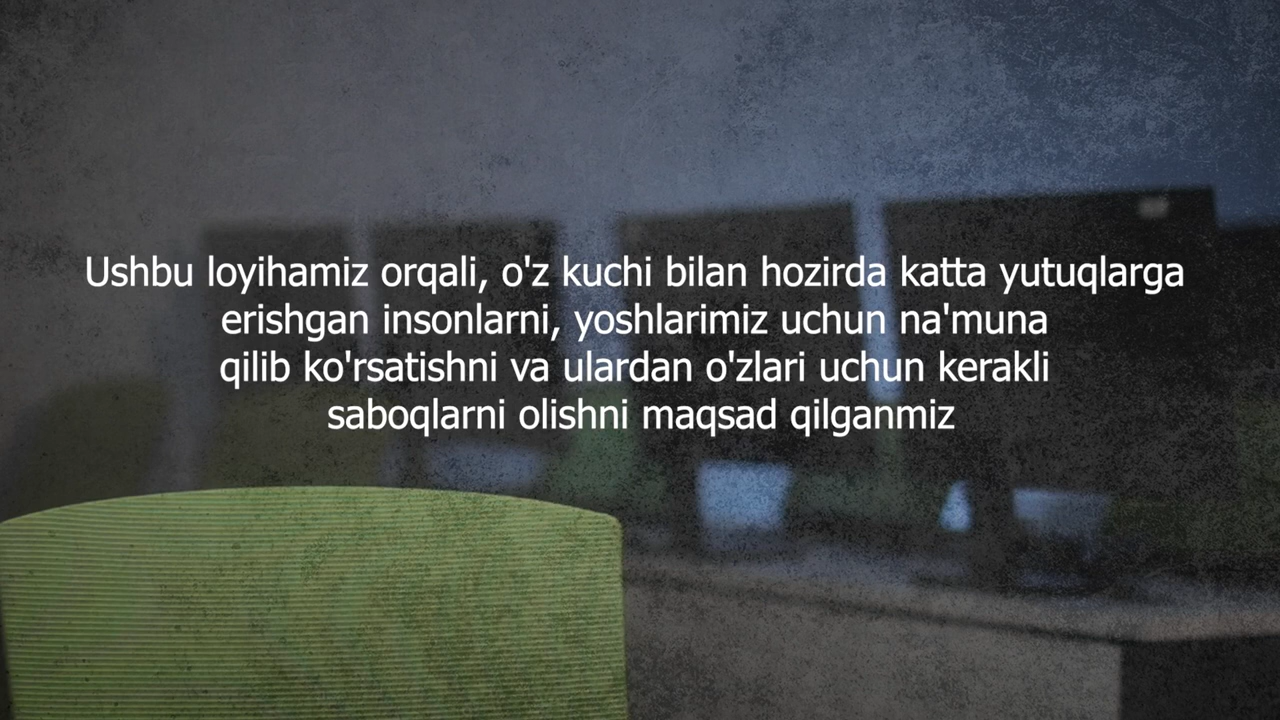 Ushbu loyihamiz orqali, o'z kuchi bilan hozirda katta yutuqlarga
erishgan insonlarni, yoshlarimiz uchun na'muna
qilib ko'rsatishni va ulardan o'zlari uchun kerakli
saboqlarni olishni maqsad qilganmiz